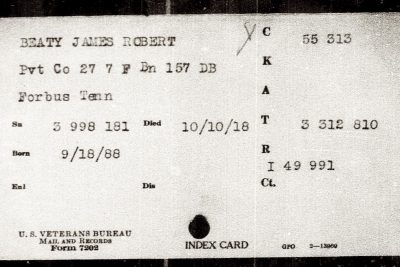 BEATY JAMES ROBERT
C 55 313
Pvt Co 27 7 F Bn 157 DB
K
Forbus Tenn
A
Sn 3 998 181 Died 10/10/18
T 3 312 810
Born 9/18/88
R I 49 991
Enl Dis
Ct.
U. S. VETERANS BUREAU
MAIL AND RECORDS
Form 7202
INDEX CARD
GPO 2—13969